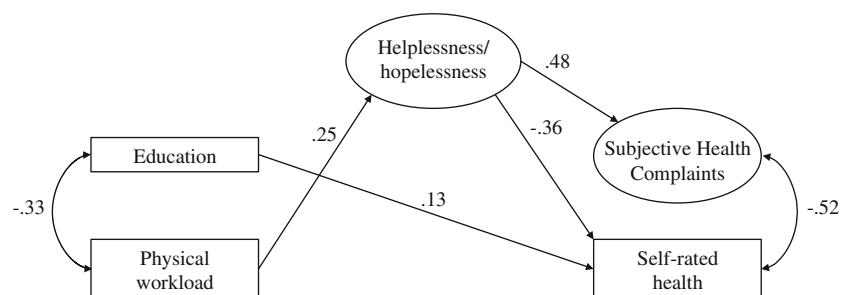 Helplessness/
hopelessness
.48
-.36
.25
Education
Subjective Health
Complaints
-.33
.13
-.52
Physical
workload
Self-rated
health